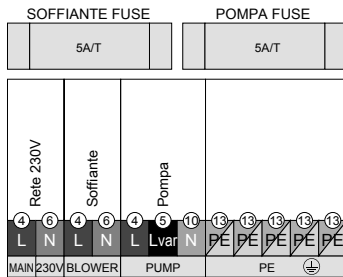 SOFFIANTE FUSE POMPA FUSE
5A/T 5A/T
Rete 230V Soffiante Pompa
4 6 4 6 4 5 10 13 13 13 13 13
L N L N L Lvar N PE PE PE PE PE
MAIN 230V BLOWER PUMP PE